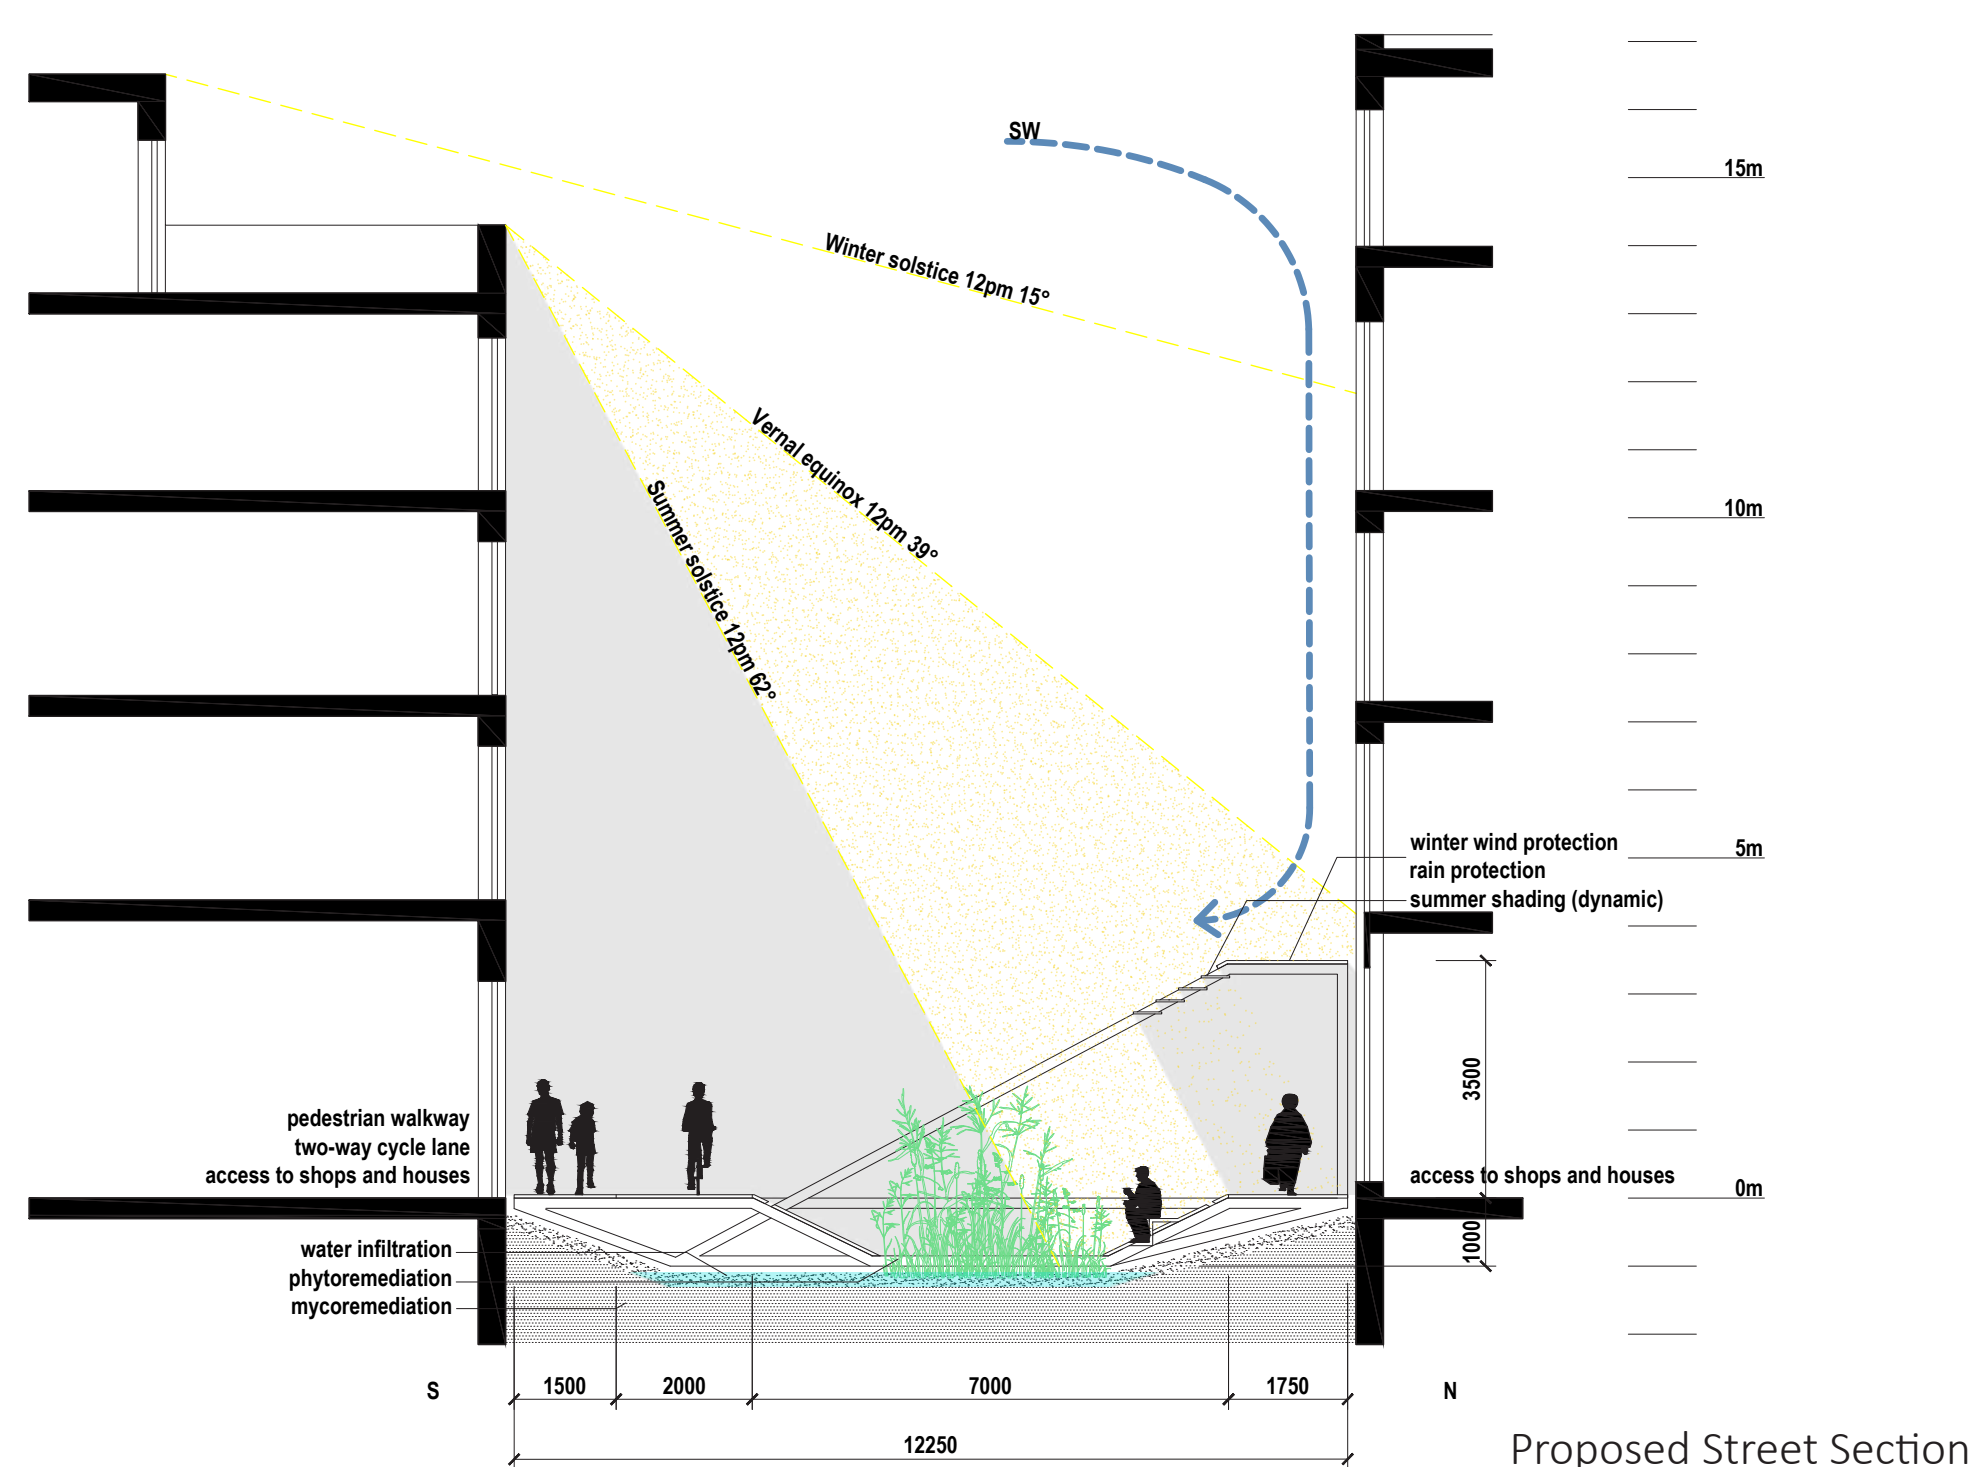 SW
15m
Winter solstice 12pm 15°
Vernal equinox 12pm 39°
10m
Summer solstice 12pm 62°
winter wind protection
rain protection
summer shading (dynamic)
5m
3500
pedestrian walkway
two-way cycle lane
access to shops and houses
access to shops and houses
0m
1000
water infiltration
phytoremediation
mycoremediation
S
1500
2000
7000
1750
N
12250
Proposed Street Section